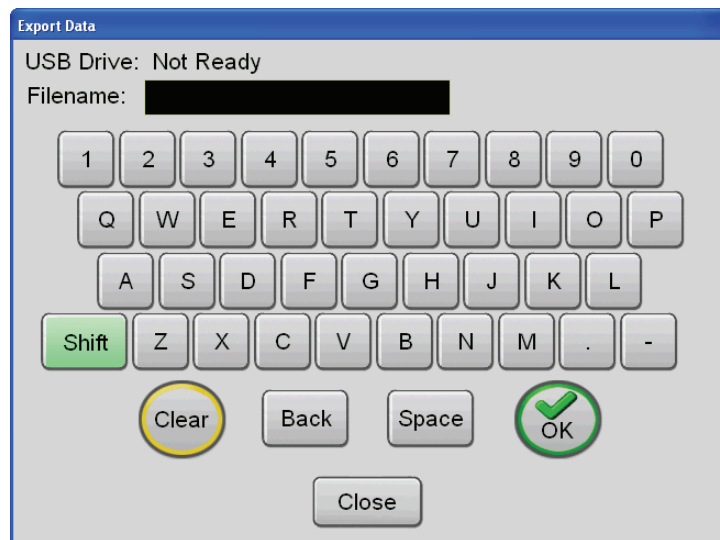 Export Data
USB Drive: Not Ready
Filename:
1 2 3 4 5 6 7 8 9 0
Q W E R T Y U I O P
A S D F G H J K L
Shift Z X C V B N M . -
Clear Back Space OK
Close